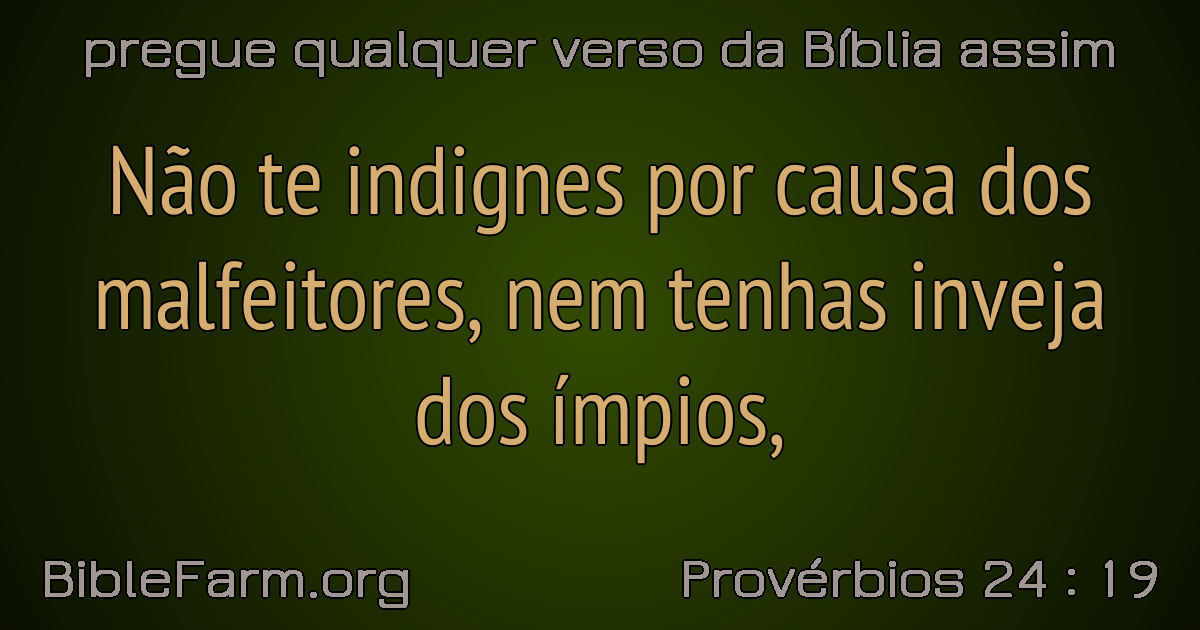 pregue qualquer verso da Bíblia assim
Não te indignes por causa dos
malfeitores, nem tenhas inveja
dos ímpios,
BibleFarm.org
Provérbios 24 : 19